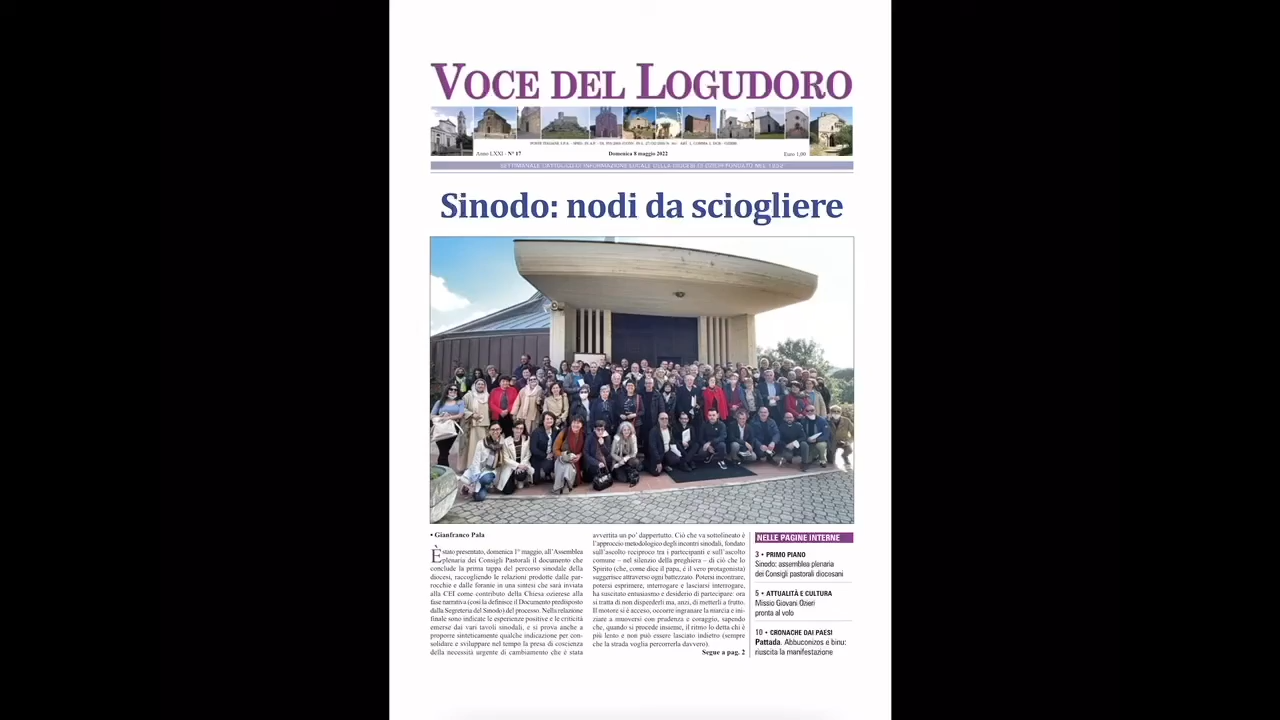 VOCE DEL LOGUDORO
Anno LXXI - N° 17
Domenica 8 maggio 2022
Euro 1,00
SETTIMANALE CATTOLICO DI INFORMAZIONE LOCALE DELLA DIOCESI DI OZIERI FONDATO NEL 1952
Sinodo: nodi da sciogliere
• Gianfranco Pala
È stato presentato, domenica 1° maggio, all'Assemblea
plenaria dei Consigli Pastorali il documento che
conclude la prima tappa del percorso sinodale della
diocesi, raccogliendo le relazioni prodotte dalle par-
rocchie e dalle foranie in una sintesi che sarà inviata
alla CEI come contributo della Chiesa ozierese alla
fase narrativa (così la definisce il Documento predisposto
dalla Segreteria del Sinodo) del processo. Nella relazione
finale sono indicate le esperienze positive e le criticità
emerse dai vari tavoli sinodali, e si prova anche a
proporre sinteticamente qualche indicazione per con-
solidare e sviluppare nel tempo la presa di coscienza
della necessità urgente di cambiamento che è stata
avvertita un po' dappertutto. Ciò che va sottolineato è
l'approccio metodologico degli incontri sinodali, fondato
sull'ascolto reciproco tra i partecipanti e sull'ascolto
comune – nel silenzio della preghiera – di ciò che lo
Spirito (che, come dice il papa, è il vero protagonista)
suggerisce attraverso ogni battezzato. Potersi incontrare,
potersi esprimere, interrogare e lasciarsi interrogare,
ha suscitato entusiasmo e desiderio di partecipare: ora
si tratta di non disperderli ma, anzi, di metterli a frutto.
Il motore si è acceso, occorre ingranare la marcia e ini-
ziare a muoversi con prudenza e coraggio, sapendo
che, quando si procede insieme, il ritmo lo detta chi è
più lento e non può essere lasciato indietro (sempre
che la strada voglia percorrerla davvero).
Segue a pag. 2
NELLE PAGINE INTERNE
3 • PRIMO PIANO
Sinodo: assemblea plenaria
dei Consigli pastorali diocesani
5 • ATTUALITÀ E CULTURA
Missio Giovani Ozieri
pronta al volo
10 • CRONACHE DAI PAESI
Pattada. Abbuconizos e binu:
riuscita la manifestazione